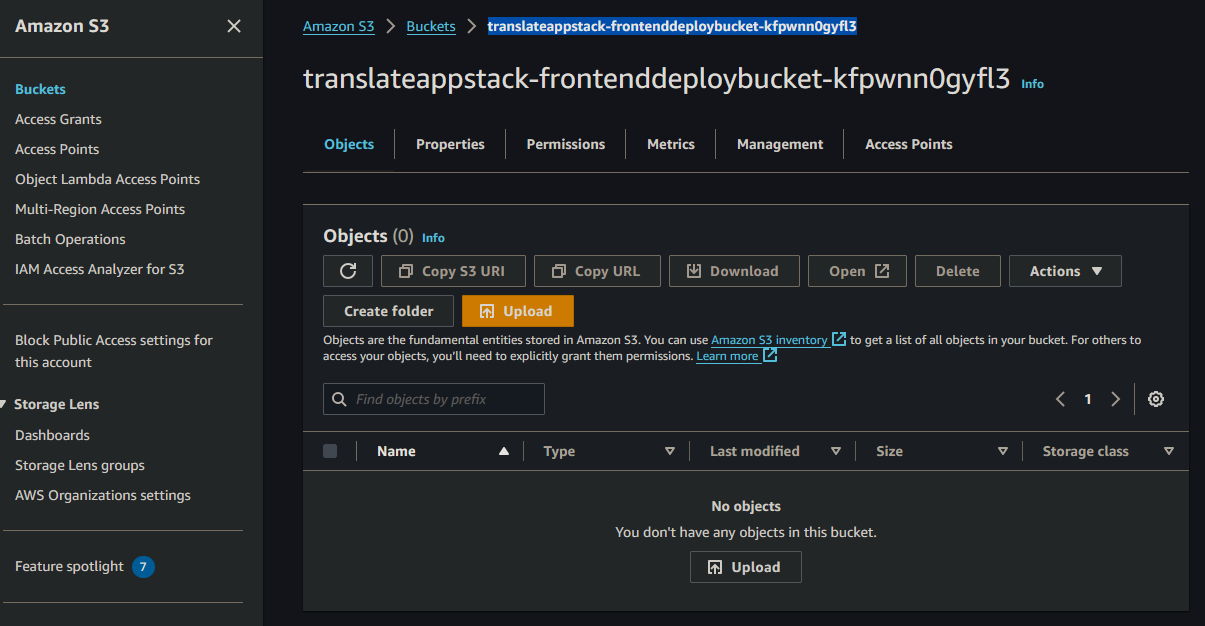 Amazon S3
Buckets
Access Grants
Access Points
Object Lambda Access Points
Multi-Region Access Points
Batch Operations
IAM Access Analyzer for S3
Block Public Access settings for
this account
Storage Lens
Dashboards
Storage Lens groups
AWS Organizations settings
Feature spotlight 7
Amazon S3 > Buckets > translateappstack-frontenddeploybucket-kfpwnn0gyfl3
translateappstack-frontenddeploybucket-kfpwnn0gyfl3 Info
Objects Properties Permissions Metrics Management Access Points
Objects (0) Info
Copy S3 URI Copy URL Download Open Delete Actions
Create folder Upload
Objects are the fundamental entities stored in Amazon S3. You can use Amazon S3 inventory to get a list of all objects in your bucket. For others to
access your objects, you'll need to explicitly grant them permissions. Learn more
Find objects by prefix
1
Name Type Last modified Size Storage class
No objects
You don't have any objects in this bucket.
Upload